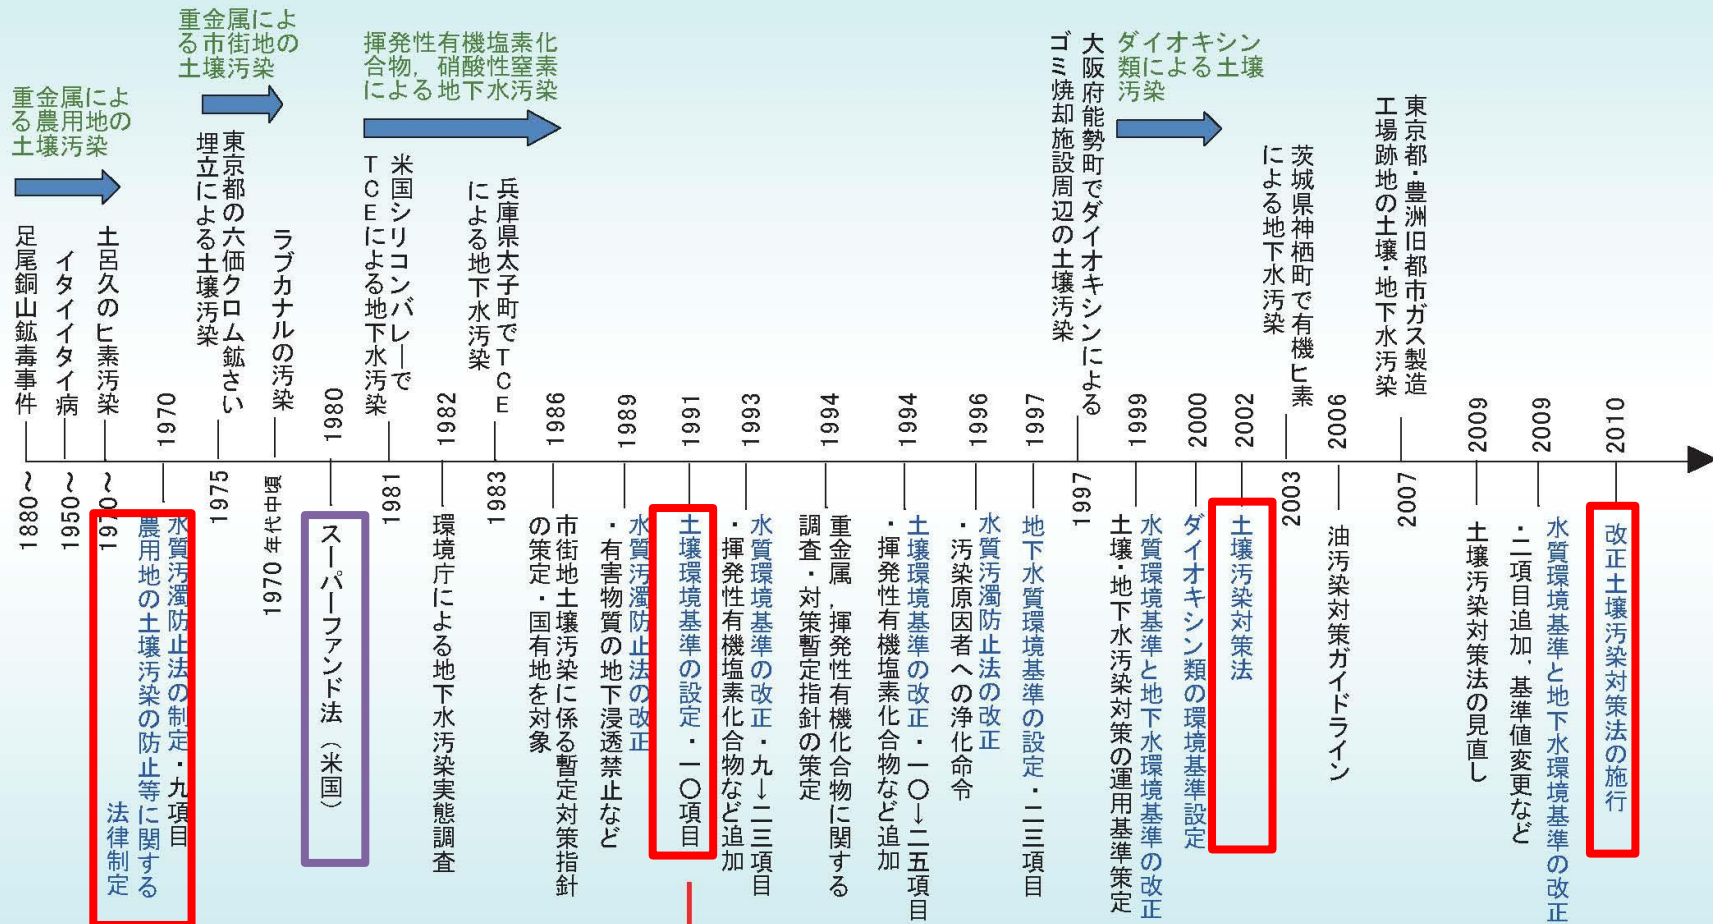 重金属によ
る農用地の
土壌汚染
重金属によ
る市街地の
土壌汚染
揮発性有機塩素化
合物，硝酸性窒素
による地下水汚染
ダイオキシン
類による土壌
汚染
足尾銅山鉱毒事件
イタイイタイ病
土呂久のヒ素汚染
1970
東京都の六価クロム鉱さい
埋立による土壌汚染
ラブカナルの汚染
1980
米国シリコンバレーで
TCEによる地下水汚染
1982
兵庫県太子町でTCE
による地下水汚染
1986
1989
1991
1993
1994
1994
1996
1997
大阪府能勢町でダイオキシンによる
ゴミ焼却施設周辺の土壌汚染
1999
2000
2002
茨城県神栖町で有機ヒ素
による地下水汚染
2006
東京都・豊洲旧都市ガス製造
工場跡地の土壌・地下水汚染
2009
2009
2010
1880～
1950～
1970～
水質汚濁防止法の制定・九項目
農用地の土壌汚染の防止等に関する
法律制定
1975
1970年代中頃
スーパーファンド法（米国）
1981
環境庁による地下水汚染実態調査
1983
市街地土壌汚染に係る暫定対策指針
の策定・国有地を対象
水質汚濁防止法の改正
・有害物質の地下浸透禁止など
土壌環境基準の設定・一〇項目
水質環境基準の改正・九→二三項目
・揮発性有機塩素化合物など追加
重金属，揮発性有機化合物に関する
調査・対策暫定指針の策定
土壌環境基準の改正・一〇→二五項目
・揮発性有機塩素化合物など追加
水質汚濁防止法の改正
・汚染原因者への浄化命令
地下水質環境基準の設定・二三項目
1997
水質環境基準と地下水環境基準の改正
土壌・地下水汚染対策の運用基準策定
ダイオキシン類の環境基準設定
土壌汚染対策法
2003
油汚染対策ガイドライン
2007
土壌汚染対策法の見直し
水質環境基準と地下水環境基準の改正
・二項目追加，基準値変更など
改正土壌汚染対策法の施行